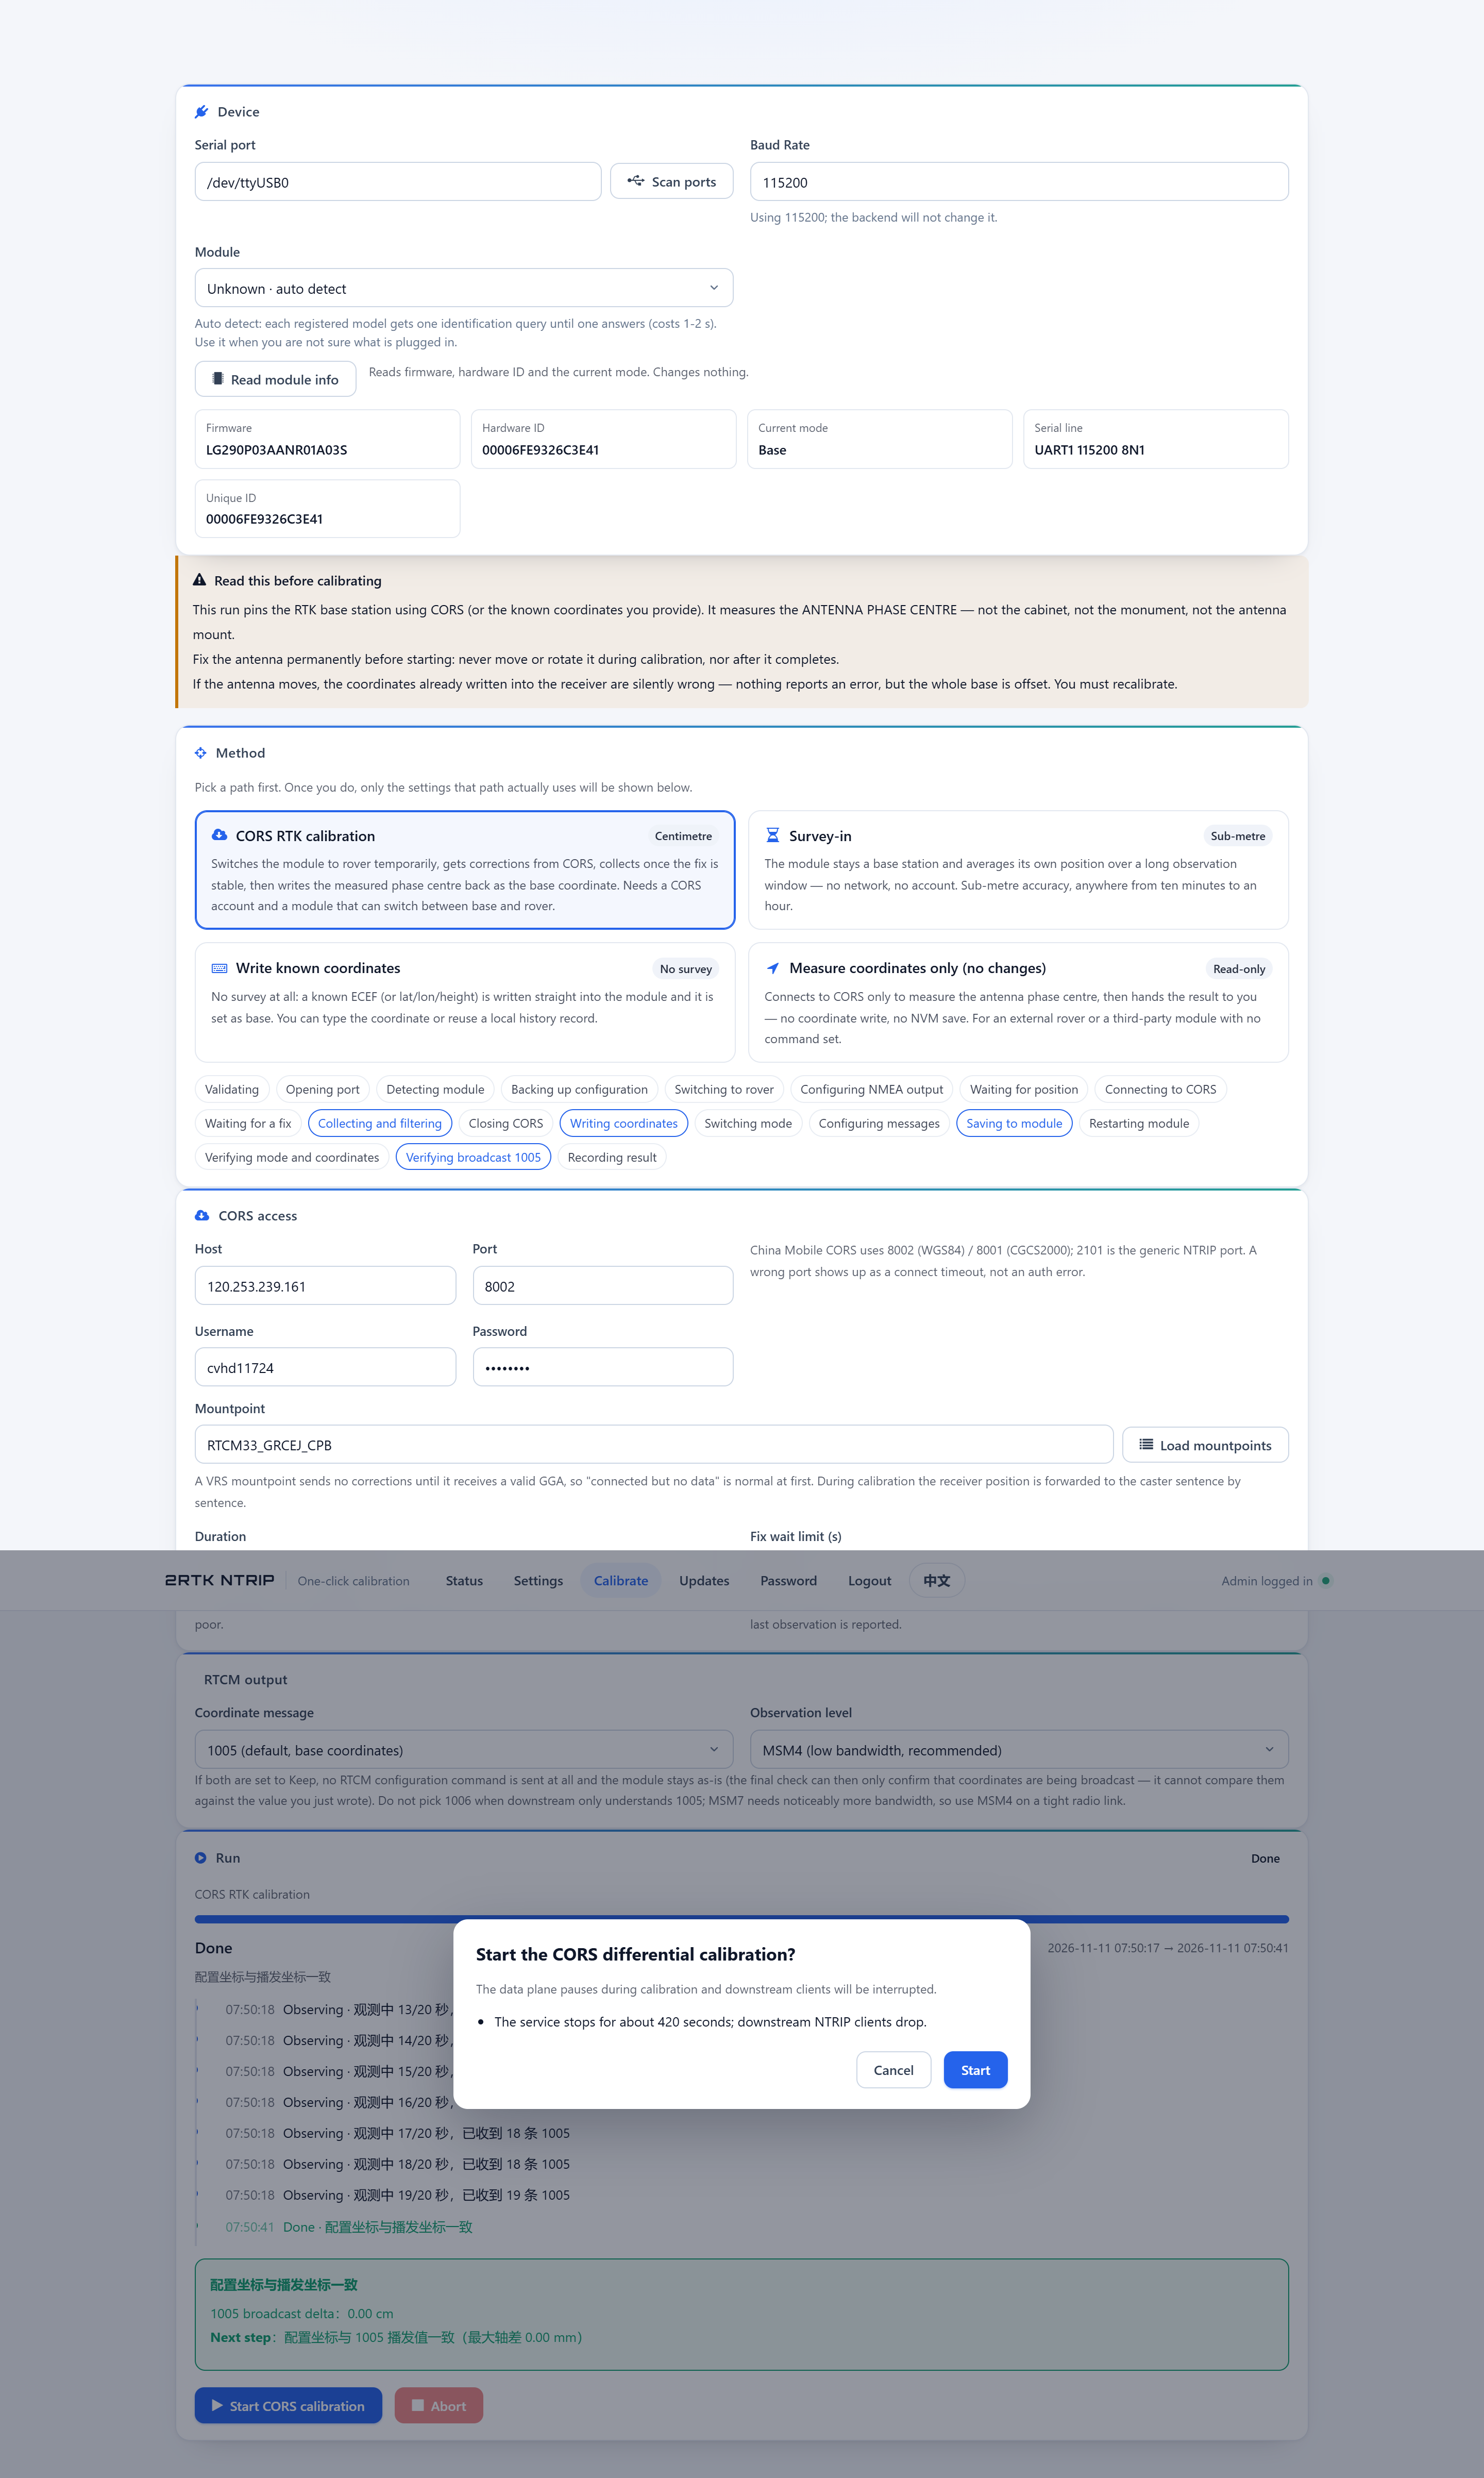 Device
Serial port
Baud Rate
/dev/ttyUSB0
Scan ports
115200
Using 115200; the backend will not change it.
Module
Unknown · auto detect
Auto detect: each registered model gets one identification query until one answers (costs 1-2 s).
Use it when you are not sure what is plugged in.
Read module info
Reads firmware, hardware ID and the current mode. Changes nothing.
Firmware
LG290P03AANR01A03S
Hardware ID
00006FE9326C3E41
Current mode
Base
Serial line
UART1 115200 8N1
Unique ID
00006FE9326C3E41
Read this before calibrating
This run pins the RTK base station using CORS (or the known coordinates you provide). It measures the ANTENNA PHASE CENTRE — not the cabinet, not the monument, not the antenna
mount.
Fix the antenna permanently before starting: never move or rotate it during calibration, nor after it completes.
If the antenna moves, the coordinates already written into the receiver are silently wrong — nothing reports an error, but the whole base is offset. You must recalibrate.
Method
Pick a path first. Once you do, only the settings that path actually uses will be shown below.
CORS RTK calibration
Centimetre
Switches the module to rover temporarily, gets corrections from CORS, collects once the fix is
stable, then writes the measured phase centre back as the base coordinate. Needs a CORS
account and a module that can switch between base and rover.
Survey-in
Sub-metre
The module stays a base station and averages its own position over a long observation
window — no network, no account. Sub-metre accuracy, anywhere from ten minutes to an
hour.
Write known coordinates
No survey
No survey at all: a known ECEF (or lat/lon/height) is written straight into the module and it is
set as base. You can type the coordinate or reuse a local history record.
Measure coordinates only (no changes)
Read-only
Connects to CORS only to measure the antenna phase centre, then hands the result to you
— no coordinate write, no NVM save. For an external rover or a third-party module with no
command set.
Validating
Opening port
Detecting module
Backing up configuration
Switching to rover
Configuring NMEA output
Waiting for position
Connecting to CORS
Waiting for a fix
Collecting and filtering
Closing CORS
Writing coordinates
Switching mode
Configuring messages
Saving to module
Restarting module
Verifying mode and coordinates
Verifying broadcast 1005
Recording result
CORS access
Host
Port
120.253.239.161
8002
China Mobile CORS uses 8002 (WGS84) / 8001 (CGCS2000); 2101 is the generic NTRIP port. A
wrong port shows up as a connect timeout, not an auth error.
Username
Password
cvhd11724
••••••••
Mountpoint
RTCM33_GRCEJ_CPB
Load mountpoints
A VRS mountpoint sends no corrections until it receives a valid GGA, so "connected but no data" is normal at first. During calibration the receiver position is forwarded to the caster sentence by
sentence.
Duration
Fix wait limit (s)
2RTK NTRIP
One-click calibration
Status
Settings
Calibrate
Updates
Password
Logout
中文
Admin logged in
poor.
last observation is reported.
RTCM output
Coordinate message
Observation level
1005 (default, base coordinates)
MSM4 (low bandwidth, recommended)
If both are set to Keep, no RTCM configuration command is sent at all and the module stays as-is (the final check can then only confirm that coordinates are being broadcast — it cannot compare them
against the value you just wrote). Do not pick 1006 when downstream only understands 1005; MSM7 needs noticeably more bandwidth, so use MSM4 on a tight radio link.
Run
Done
CORS RTK calibration
Done
2026-11-11 07:50:17 → 2026-11-11 07:50:41
配置坐标与播发坐标一致
07:50:18 Observing · 观测中 13/20 秒,
07:50:18 Observing · 观测中 14/20 秒,
07:50:18 Observing · 观测中 15/20 秒,
07:50:18 Observing · 观测中 16/20 秒,
07:50:18 Observing · 观测中 17/20 秒，已收到 18 条 1005
07:50:18 Observing · 观测中 18/20 秒，已收到 18 条 1005
07:50:18 Observing · 观测中 19/20 秒，已收到 19 条 1005
07:50:41 Done · 配置坐标与播发坐标一致
Start the CORS differential calibration?
The data plane pauses during calibration and downstream clients will be interrupted.
• The service stops for about 420 seconds; downstream NTRIP clients drop.
Cancel
Start
配置坐标与播发坐标一致
1005 broadcast delta：0.00 cm
Next step：配置坐标与 1005 播发值一致（最大轴差 0.00 mm）
Start CORS calibration
Abort